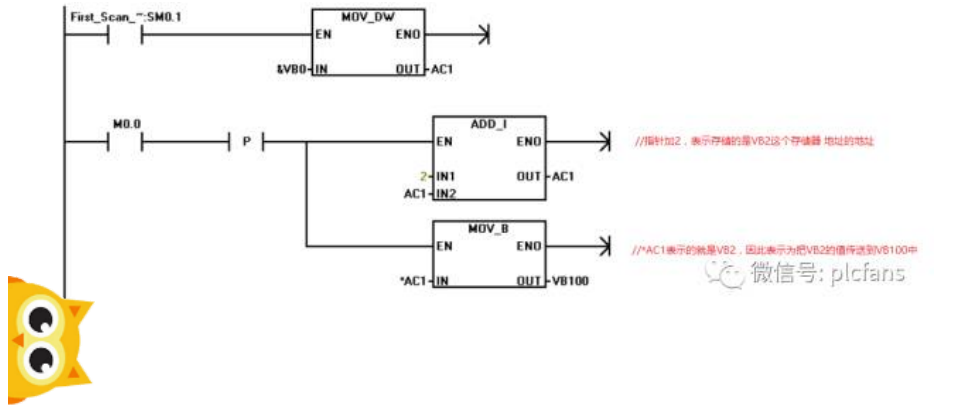 First_Scan_~:SM0.1
MOV_DW
EN
ENO
&VB0
IN
OUT
AC1
M0.0
P
ADD_I
EN
ENO
//指针加2，表示存储的是VB2这个存储器 地址的地址
2
IN1
OUT
AC1
AC1
IN2
MOV_B
EN
ENO
//*AC1表示的就是VB2，因此表示为把VB2的值传送到VB100中
*AC1
IN
OUT
VB100
微信号: plcfans